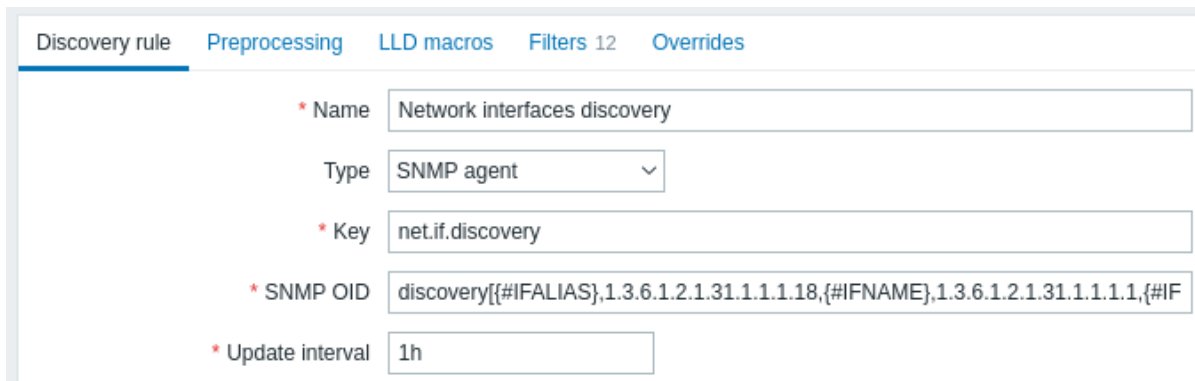 Discovery rule Preprocessing LLD macros Filters 12 Overrides
* Name Network interfaces discovery
Type SNMP agent
* Key net.if.discovery
* SNMP OID discovery[{#IFALIAS},1.3.6.1.2.1.31.1.1.1.18,{#IFNAME},1.3.6.1.2.1.31.1.1.1.1,{#IF
* Update interval 1h